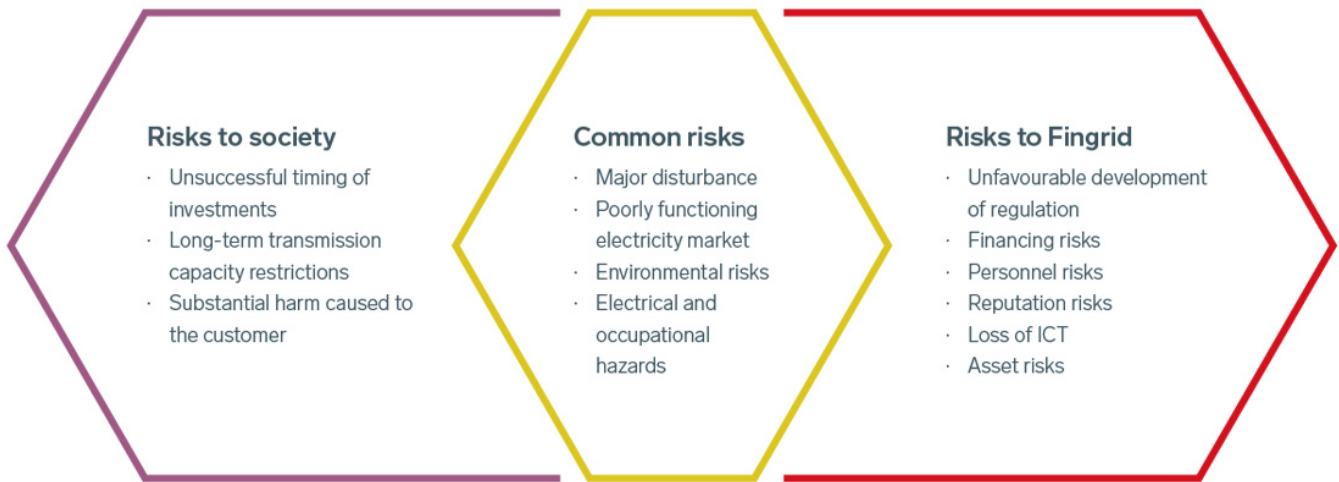 Risks to society
· Unsuccessful timing of
investments
· Long-term transmission
capacity restrictions
· Substantial harm caused to
the customer
Common risks
· Major disturbance
· Poorly functioning
electricity market
· Environmental risks
· Electrical and
occupational
hazards
Risks to Fingrid
· Unfavourable development
of regulation
· Financing risks
· Personnel risks
· Reputation risks
· Loss of ICT
· Asset risks